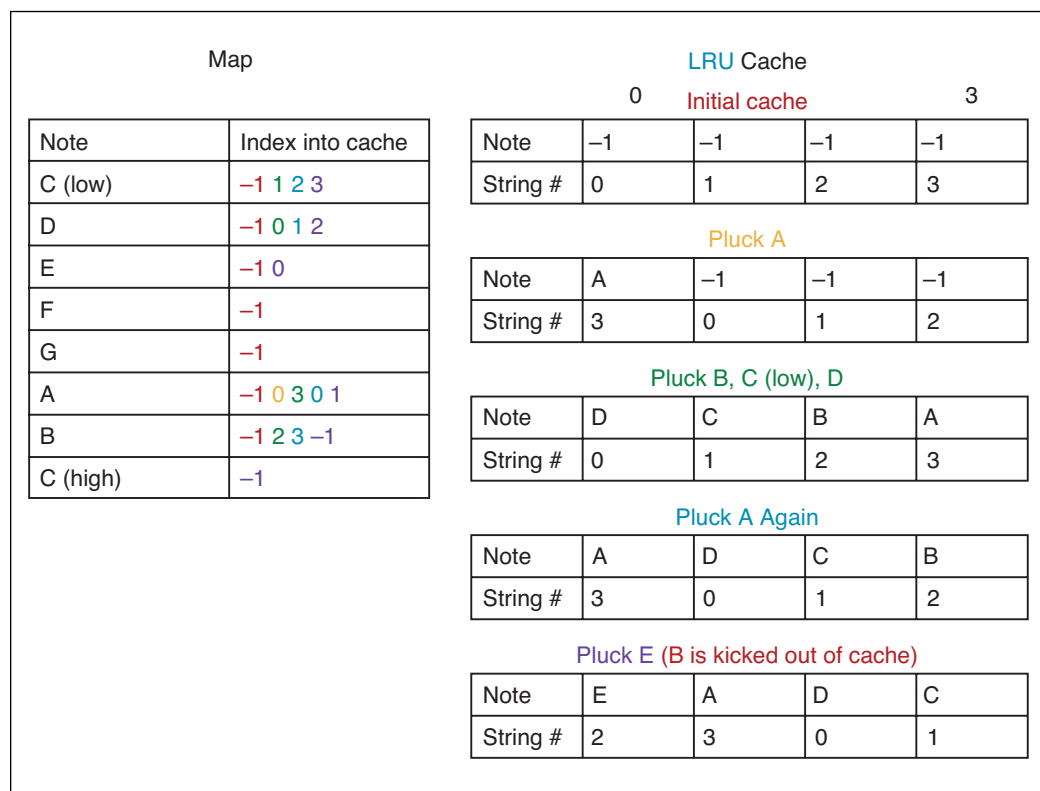 Map
Note Index into cache
C (low) –1 1 2 3
D –1 0 1 2
E –1 0
F –1
G –1
A –1 0 3 0 1
B –1 2 3 –1
C (high) –1
LRU Cache
0 Initial cache 3
Note –1 –1 –1 –1
String # 0 1 2 3
Pluck A
Note A –1 –1 –1
String # 3 0 1 2
Pluck B, C (low), D
Note D C B A
String # 0 1 2 3
Pluck A Again
Note A D C B
String # 3 0 1 2
Pluck E (B is kicked out of cache)
Note E A D C
String # 2 3 0 1